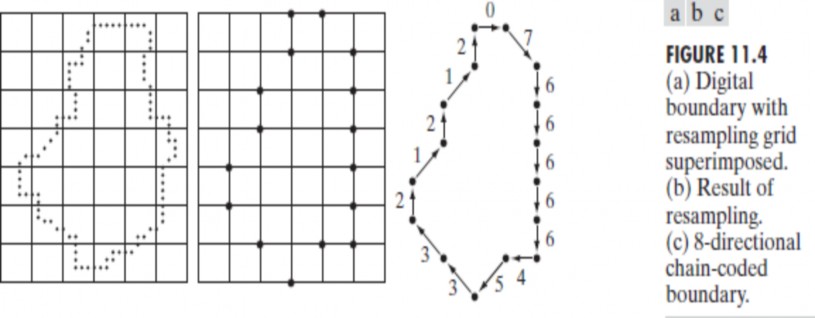 0
7
2
1
6
6
2
6
1
6
2
6
3
3
5
4
a b c
FIGURE 11.4
(a) Digital
boundary with
resampling grid
superimposed.
(b) Result of
resampling.
(c) 8-directional
chain-coded
boundary.